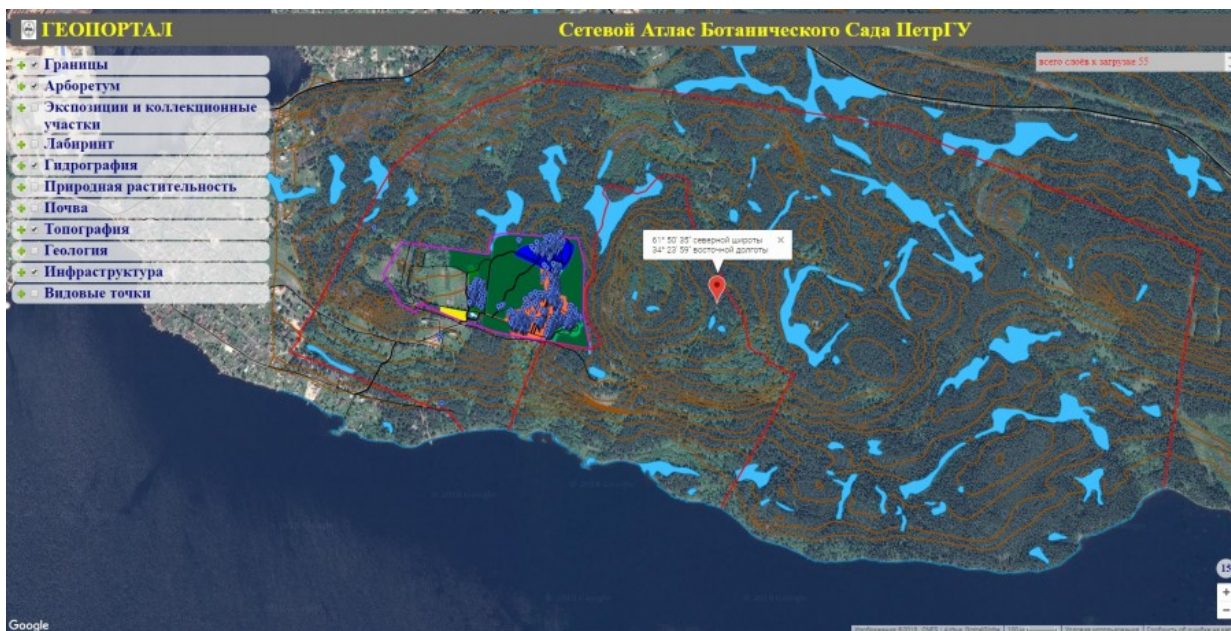 ГЕОПОРТАЛ
Сетевой Атлас Ботанического Сада ПетрГУ
всего слоёв к загрузке 55
Границы
Арборетум
Экспозиции и коллекционные
участки
Лабиринт
Гидрография
Природная растительность
Почва
Топография
Геология
Инфраструктура
Видовые точки
61° 50' 35" северной широты
34° 23' 59" восточной долготы
15
Google